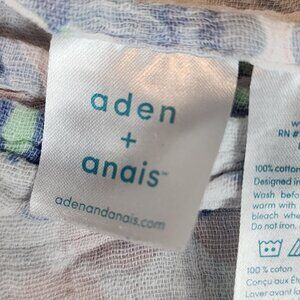 aden
+
anais™
adenandanais.com
w
RN #
100% cotton
Designed in
Wash befo
warm with
bleach whe
Do not iron.
100 % coton
Conçu aux É
Laver avant l